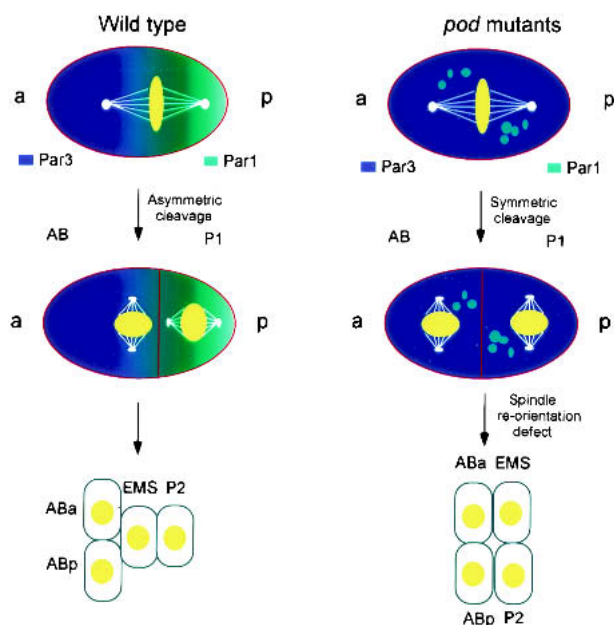 Wild type
a
p
Par3
Par1
Asymmetric
cleavage
AB
P1
a
p
EMS P2
ABa
ABp
pod mutants
a
p
Par3
Par1
Symmetric
cleavage
AB
P1
a
p
Spindle
re-orientation
defect
ABa EMS
ABp P2